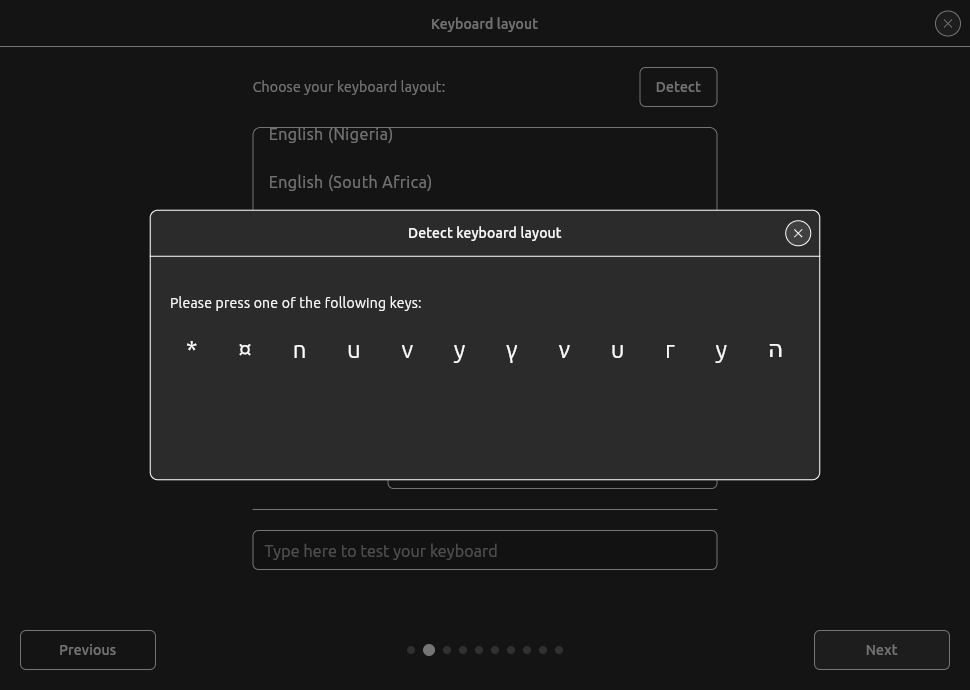 Keyboard layout
Choose your keyboard layout:
Detect
English (Nigeria)
English (South Africa)
Detect keyboard layout
Please press one of the following keys:
* ¤ ո u v y γ ν υ г у ה
Type here to test your keyboard
Previous
Next